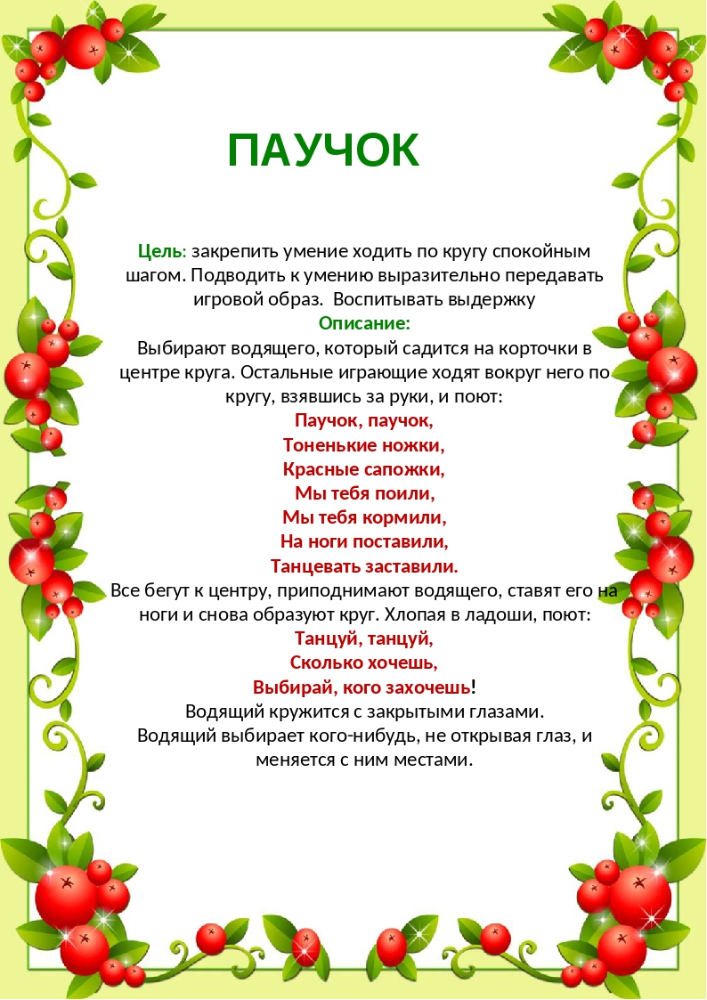 ПАУЧОК
Цель: закрепить умение ходить по кругу спокойным
шагом. Подводить к умению выразительно передавать
игровой образ.  Воспитывать выдержку
Описание:
Выбирают водящего, который садится на корточки в
центре круга. Остальные играющие ходят вокруг него по
кругу, взявшись за руки, и поют:
Паучок, паучок,
Тоненькие ножки,
Красные сапожки,
Мы тебя поили,
Мы тебя кормили,
На ноги поставили,
Танцевать заставили.
Все бегут к центру, приподнимают водящего, ставят его на
ноги и снова образуют круг. Хлопая в ладоши, поют:
Танцуй, танцуй,
Сколько хочешь,
Выбирай, кого захочешь!
Водящий кружится с закрытыми глазами.
Водящий выбирает кого-нибудь, не открывая глаз, и
меняется с ним местами.